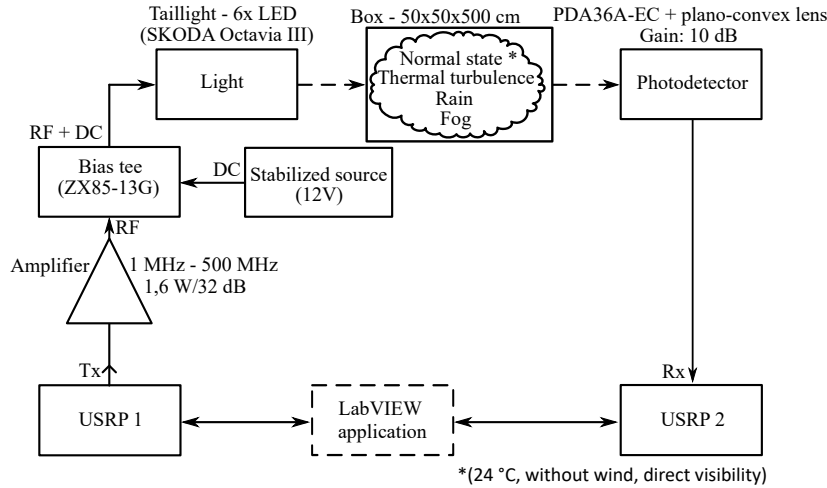 Taillight - 6x LED
(SKODA Octavia III)
Box - 50x50x500 cm
PDA36A-EC + plano-convex lens
Gain: 10 dB
Light
Normal state *
Thermal turbulence
Rain
Fog
Photodetector
RF + DC
Bias tee
(ZX85-13G)
DC
Stabilized source
(12V)
RF
Amplifier
1 MHz - 500 MHz
1,6 W/32 dB
Tx
Rx
USRP 1
LabVIEW
application
USRP 2
*(24 °C, without wind, direct visibility)